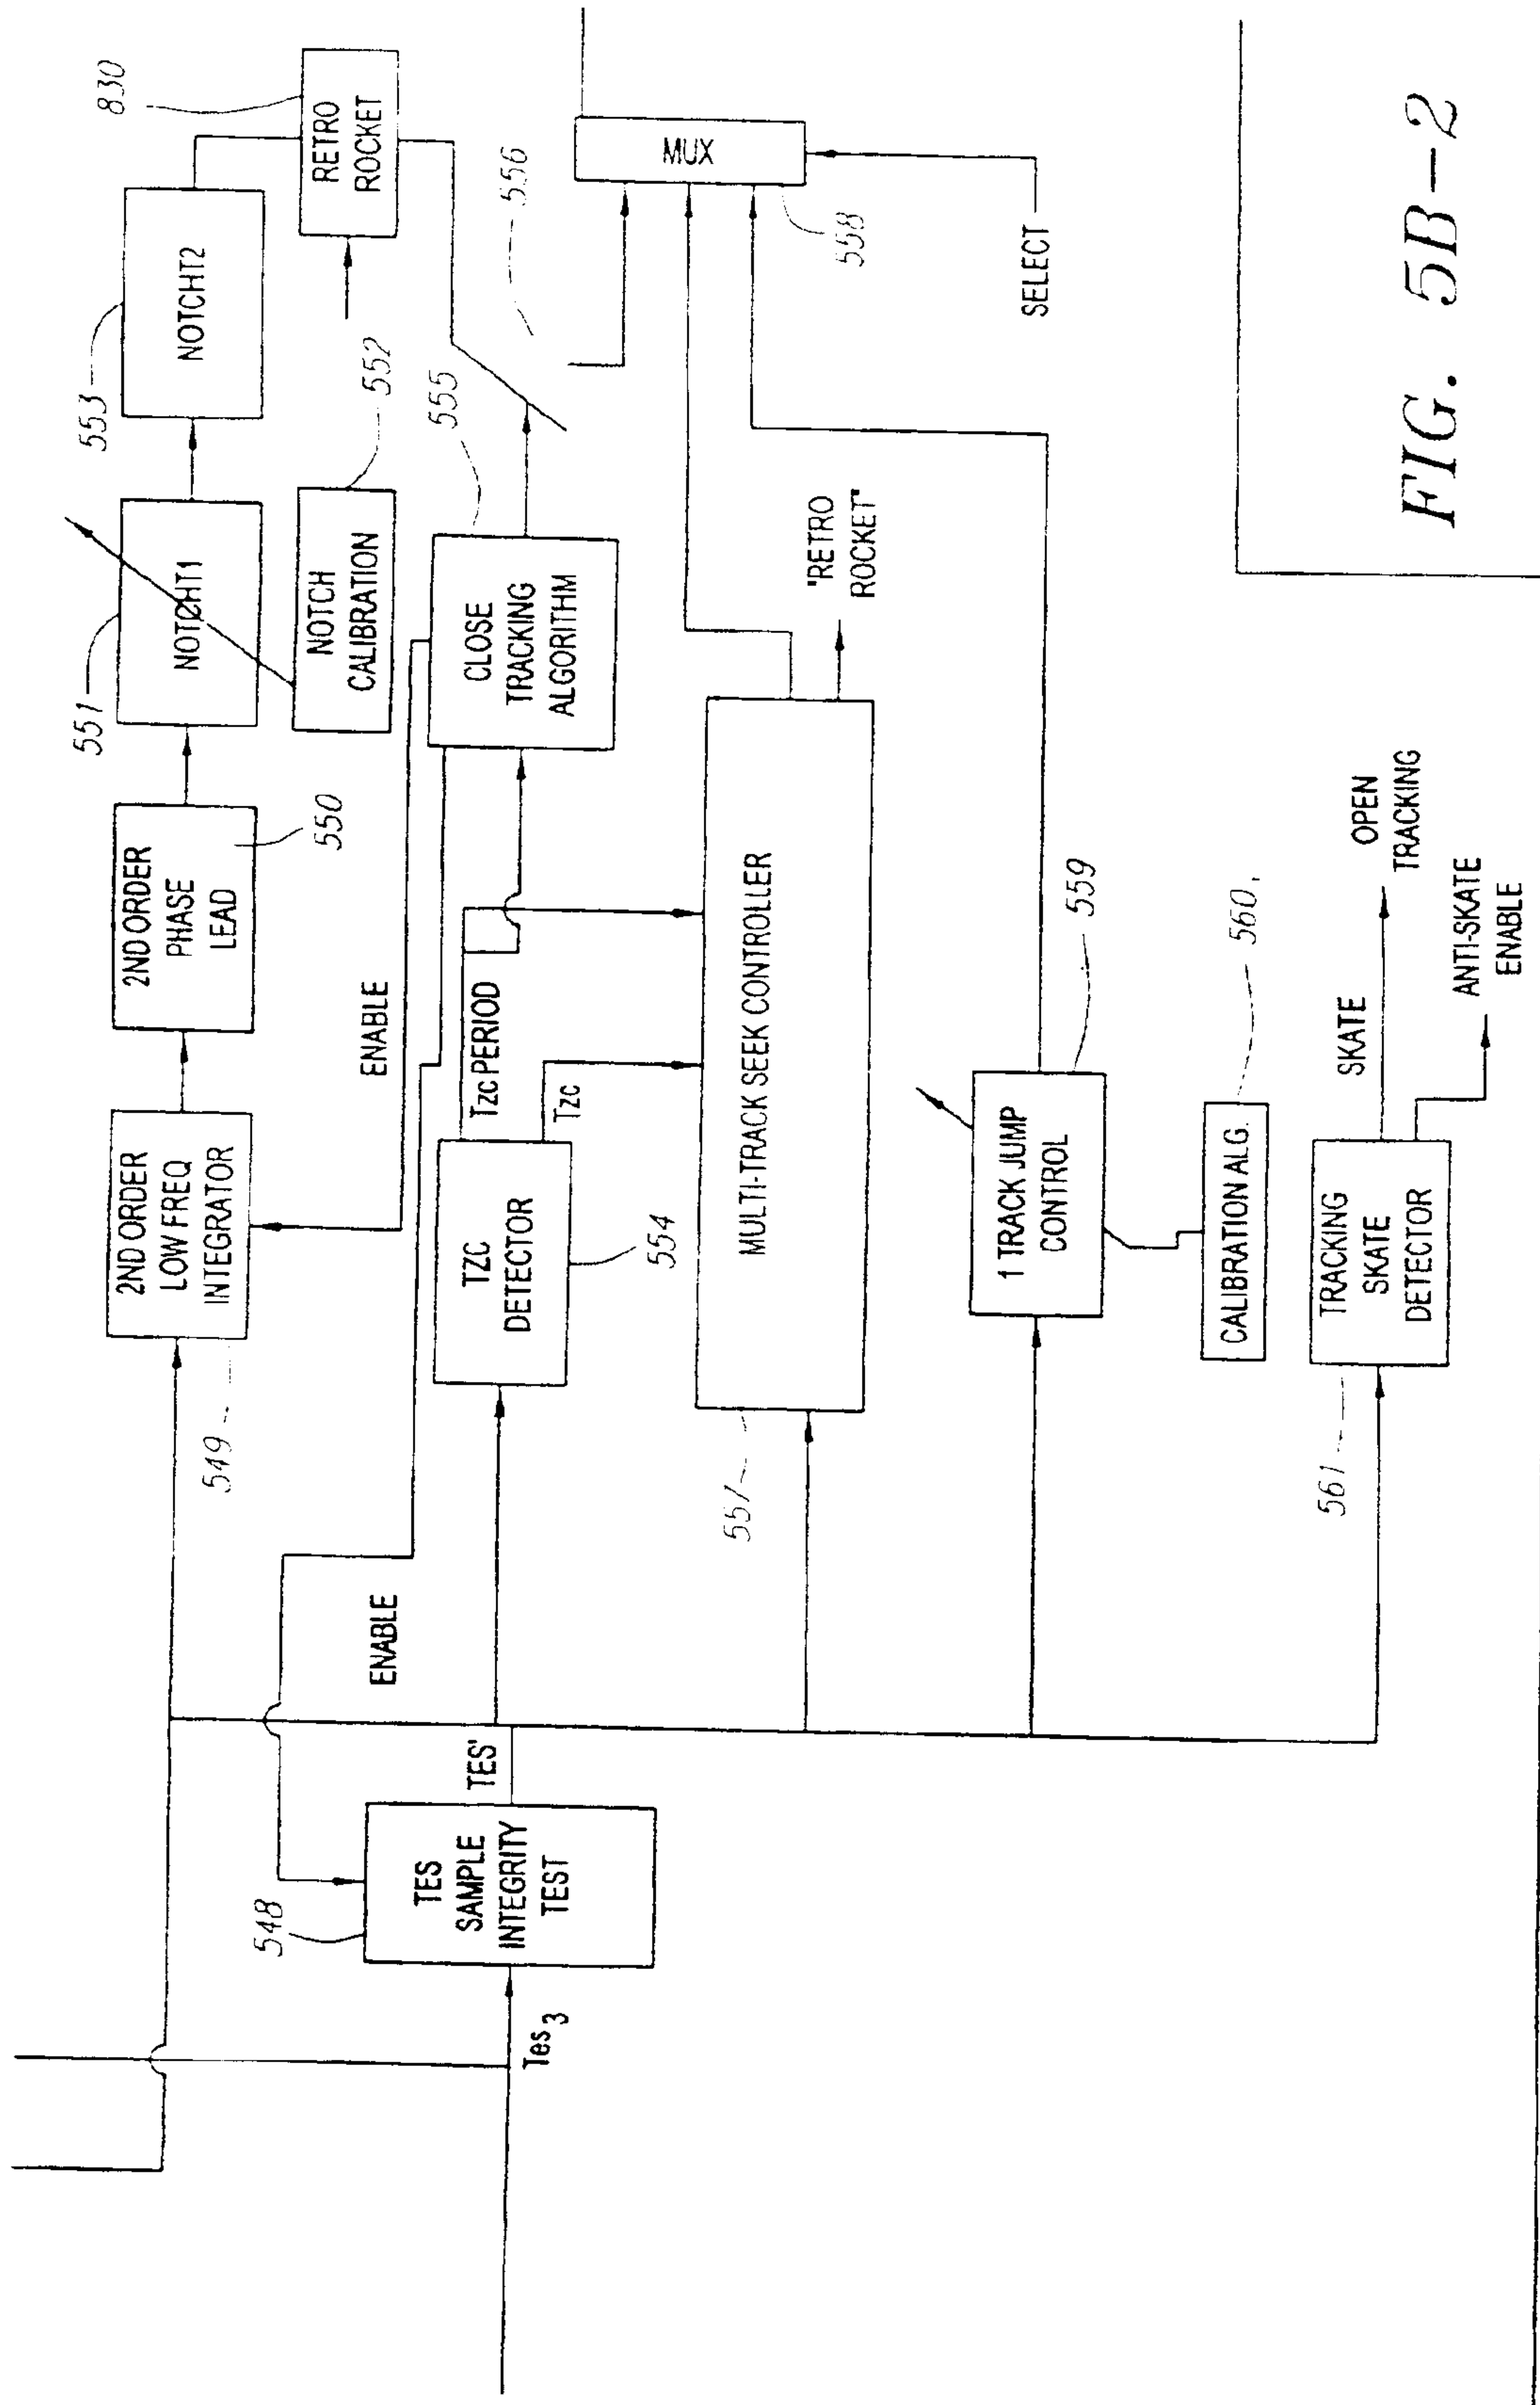 830
RETRO
ROCKET
553
NOTCHT2
551
NOTCHT1
552
NOTCH
CALIBRATION
2ND ORDER
PHASE
LEAD
550
2ND ORDER
LOW FREQ
INTEGRATOR
549
ENABLE
ENABLE
555
CLOSE
TRACKING
ALGORITHM
556
MUX
558
SELECT
Tzc PERIOD
Tzc
TZC
DETECTOR
554
TES'
548
TES
SAMPLE
INTEGRITY
TEST
Tes3
MULTI-TRACK SEEK CONTROLLER
557
"RETRO
ROCKET"
1 TRACK JUMP
CONTROL
559
CALIBRATION ALG.
560
TRACKING
SKATE
DETECTOR
561
SKATE
OPEN
TRACKING
ANTI-SKATE
ENABLE
FIG. 5B-2